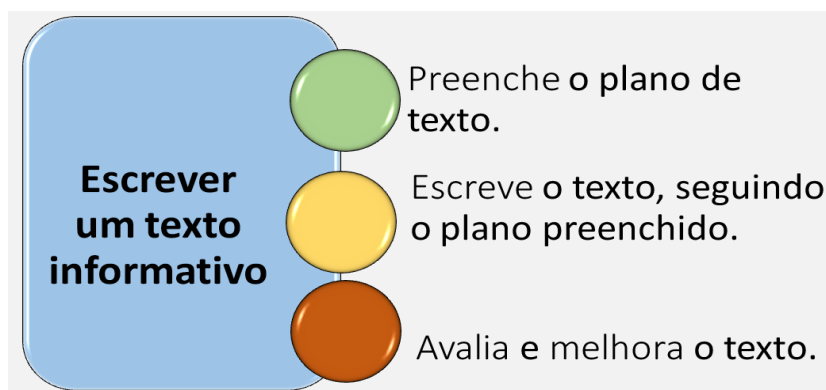 Escrever
um texto
informativo
Preenche o plano de
texto.
Escreve o texto, seguindo
o plano preenchido.
Avalia e melhora o texto.